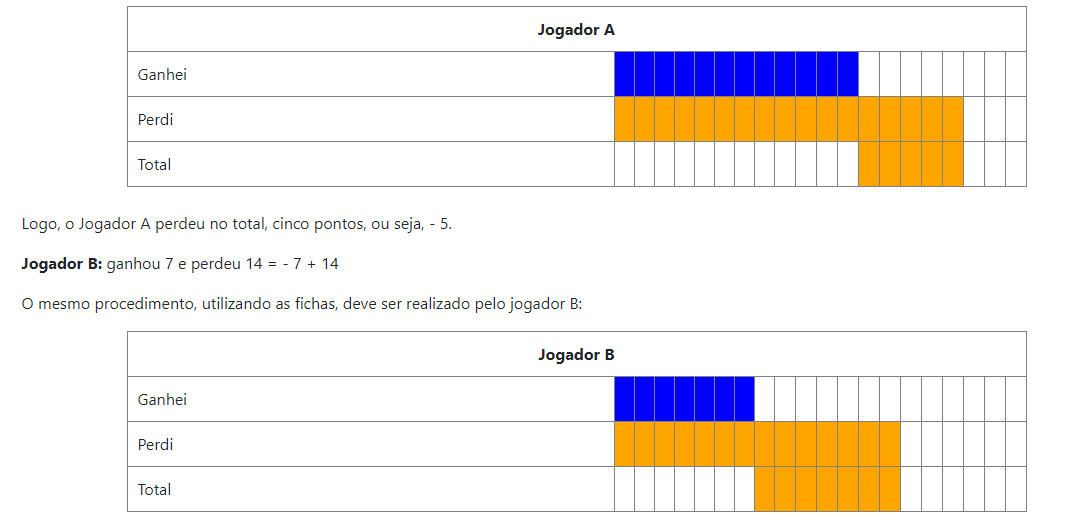 Jogador A
Ganhei
Perdi
Total
Logo, o Jogador A perdeu no total, cinco pontos, ou seja, - 5.
Jogador B: ganhou 7 e perdeu 14 = - 7 + 14
O mesmo procedimento, utilizando as fichas, deve ser realizado pelo jogador B:
Jogador B
Ganhei
Perdi
Total